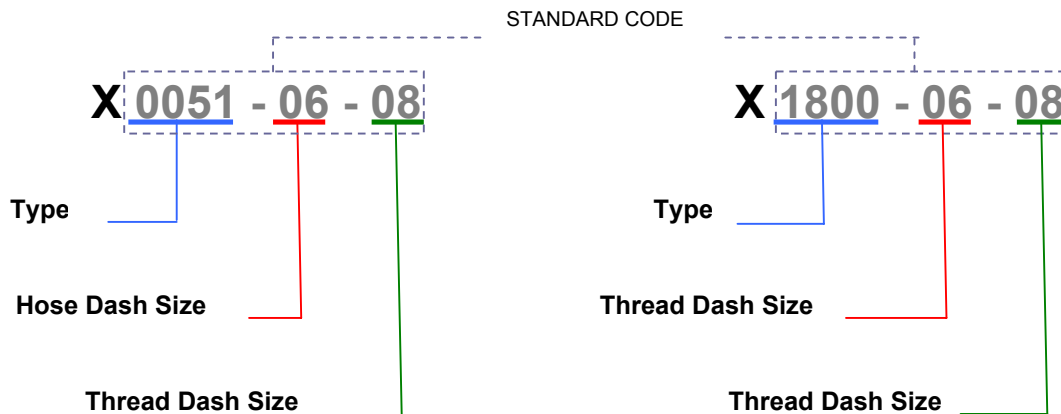 STANDARD CODE
X 0051 - 06 - 08
X 1800 - 06 - 08
Type
Type
Hose Dash Size
Thread Dash Size
Thread Dash Size
Thread Dash Size